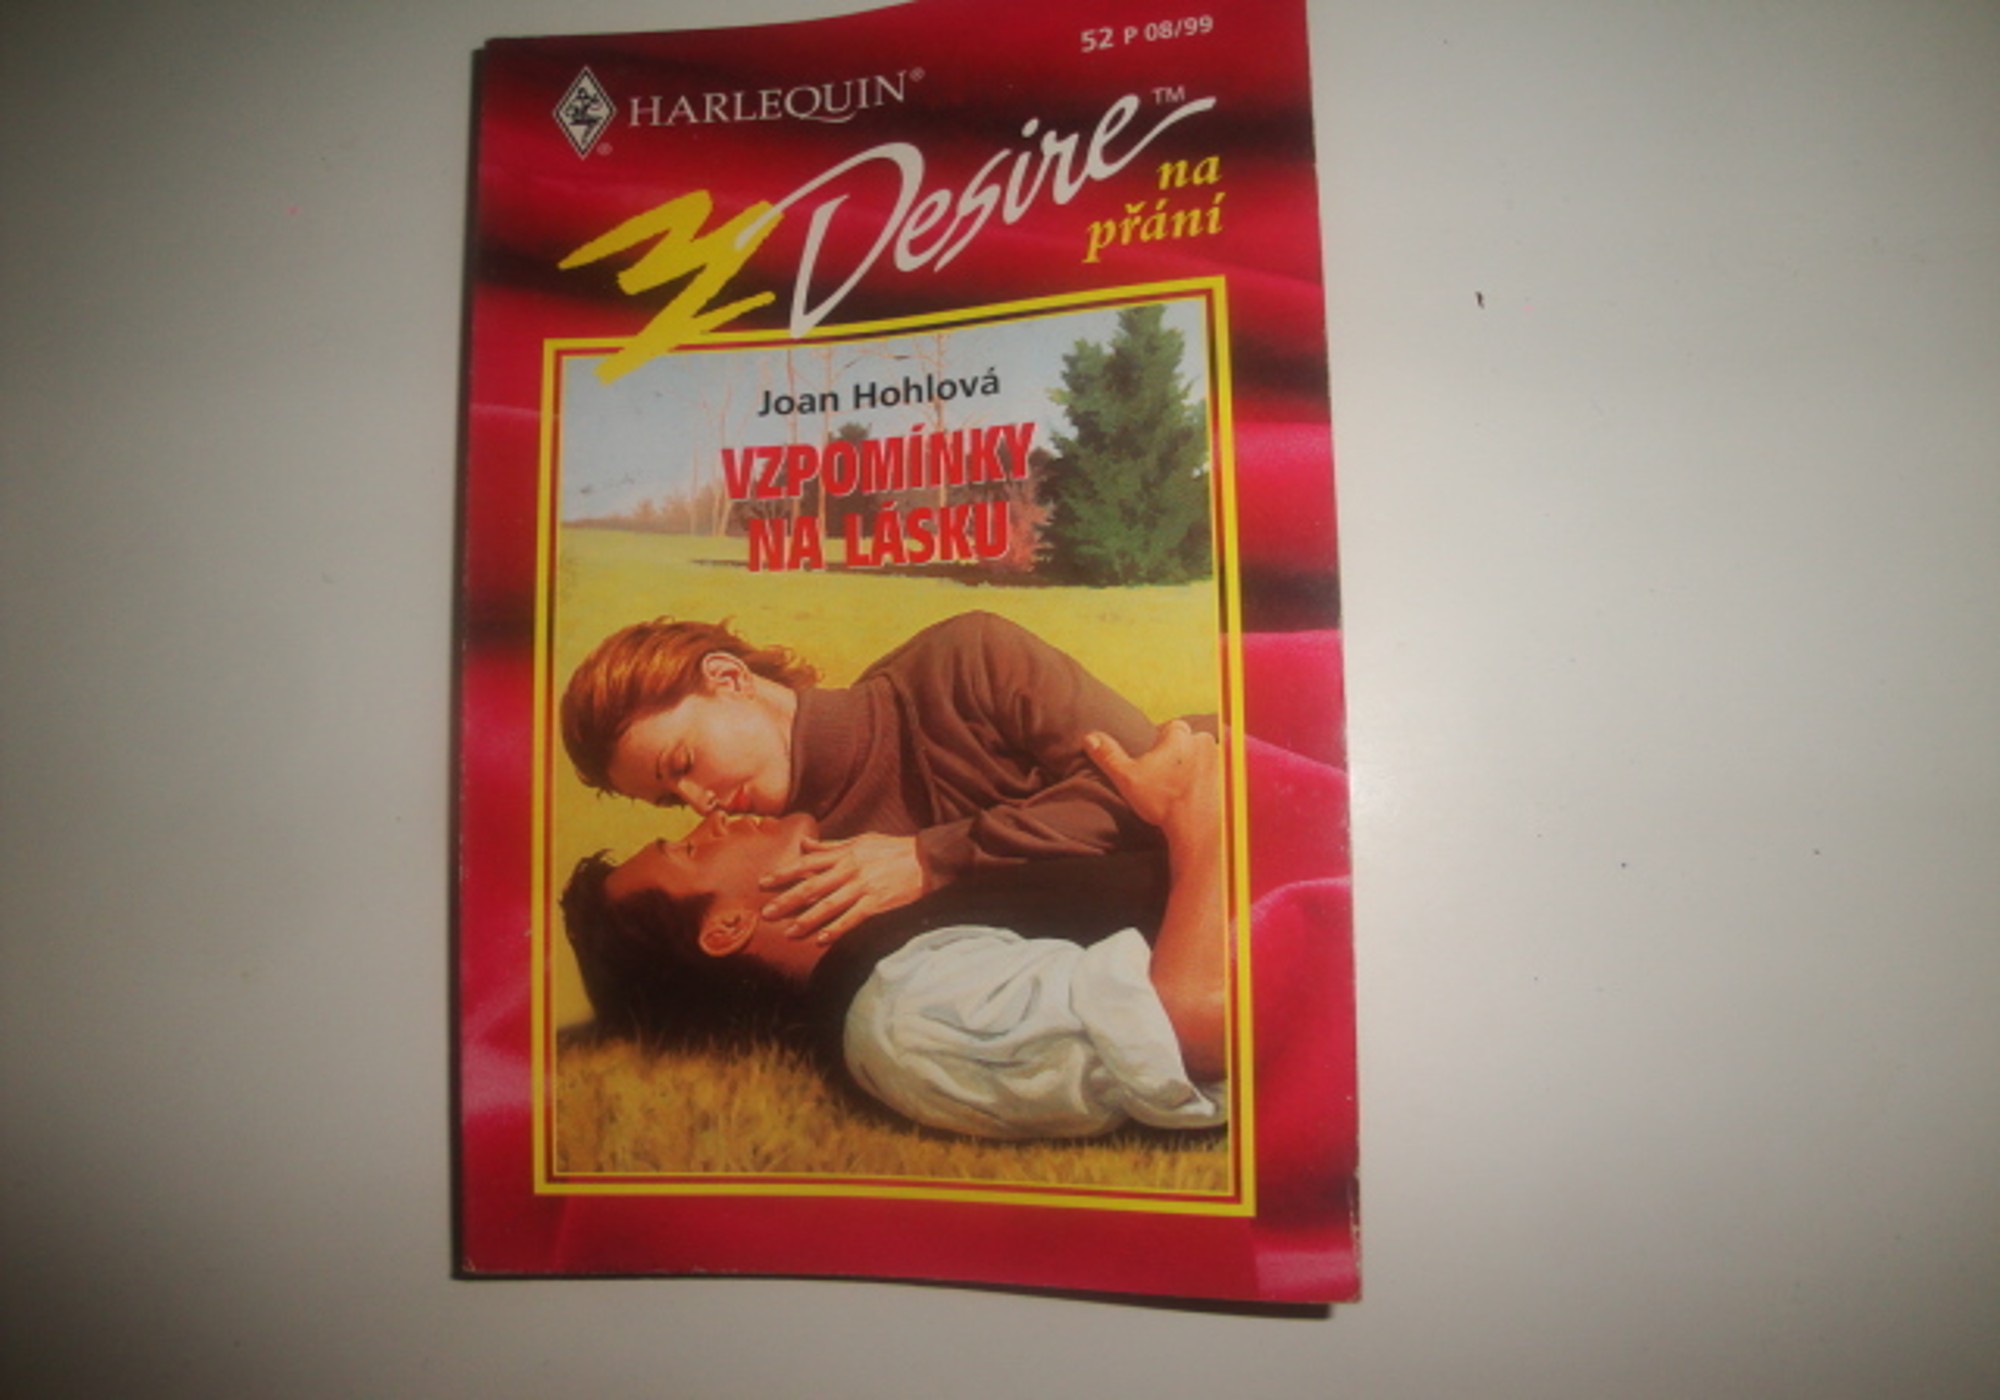 52 P 08/99
HARLEQUIN®
Desire™
na
přání
Joan Hohlová
VZPOMÍNKY
NA LÁSKU